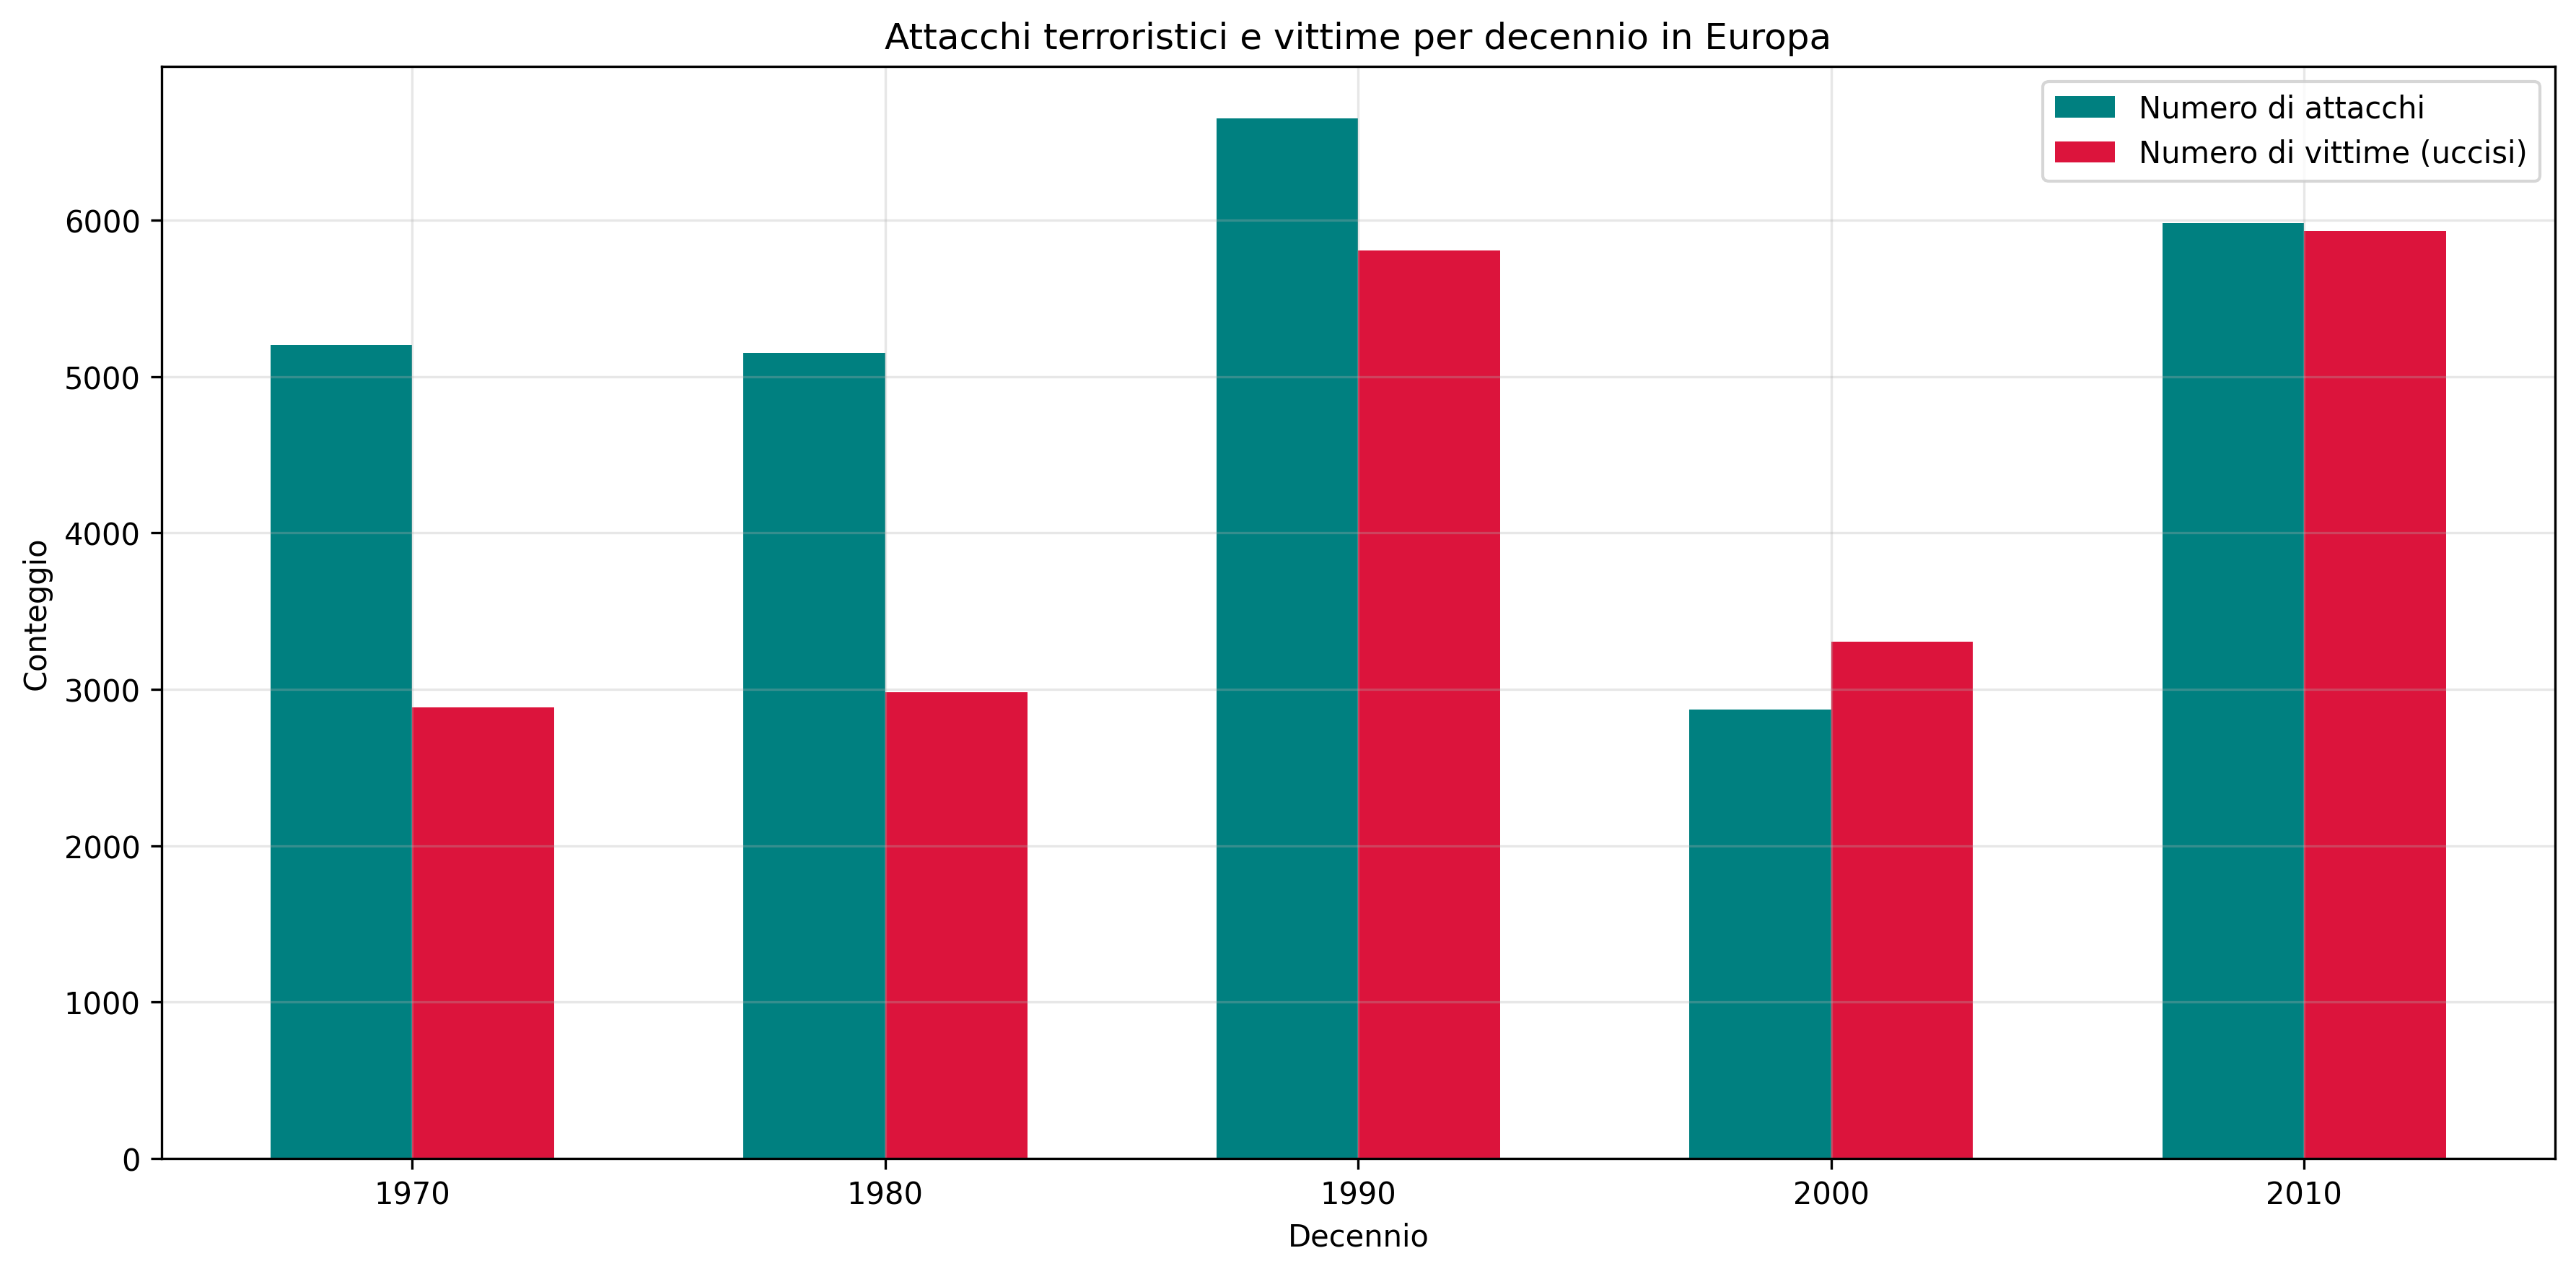 Attacchi terroristici e vittime per decennio in Europa
Numero di attacchi
Numero di vittime (uccisi)
Conteggio
6000
5000
4000
3000
2000
1000
0
1970
1980
1990
2000
2010
Decennio